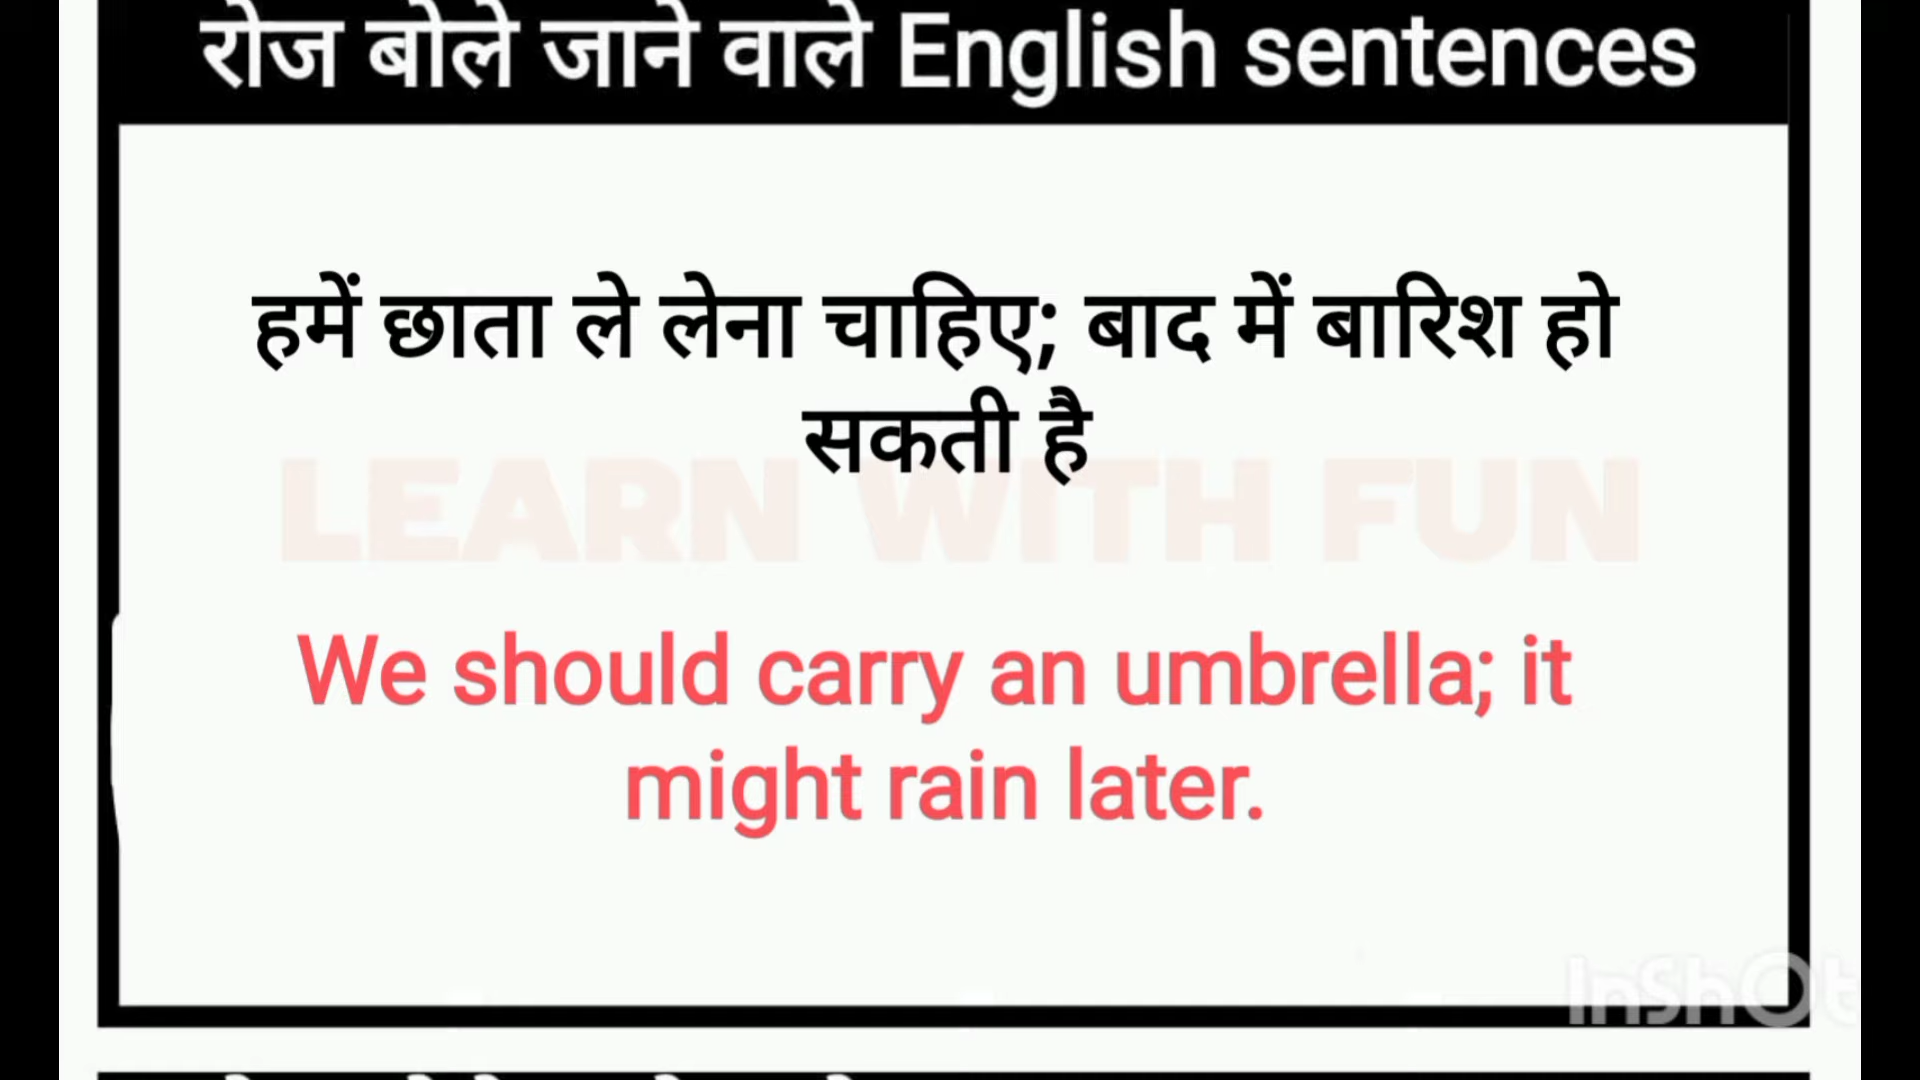 रोज बोले जाने वाले English sentences
हमें छाता ले लेना चाहिए; बाद में बारिश हो
सकती है
LEARN WITH FUN
We should carry an umbrella; it
might rain later.
InShOt